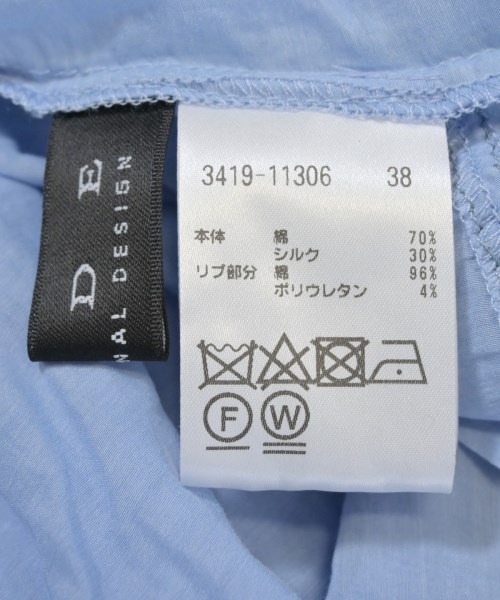 3419-11306 38
本体 綿 70%
シルク 30%
リブ部分 綿 96%
ポリウレタン 4%
F W
D E
NAL DESIGN